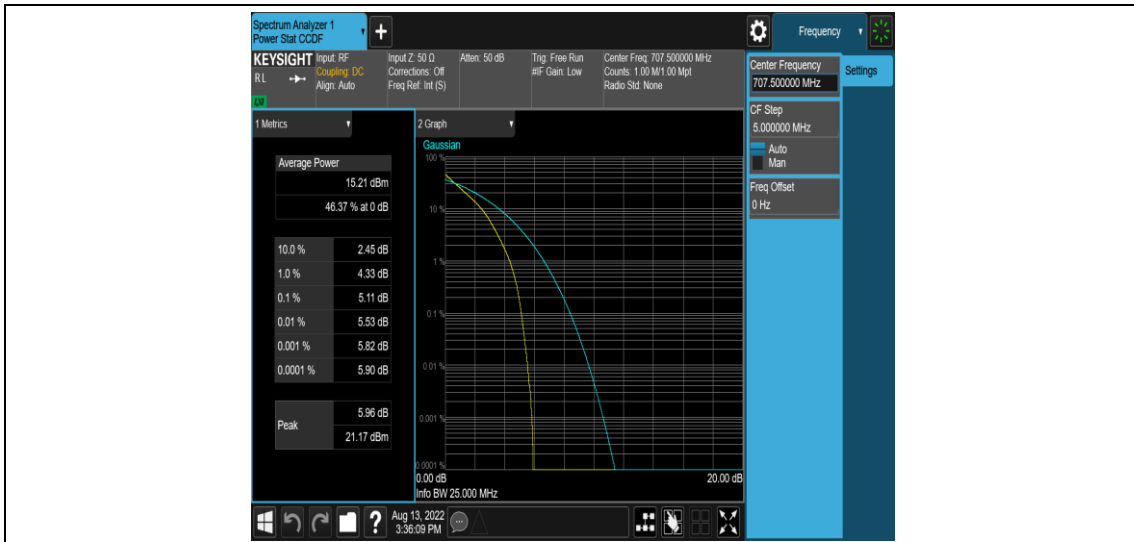 Spectrum Analyzer 1
Power Stat CCDF
+
Frequency
KEYSIGHT
RL
LXI
Input: RF
Coupling: DC
Align: Auto
Input Z: 50 Ω
Corrections: Off
Freq Ref: Int (S)
Atten: 50 dB
Trig: Free Run
#IF Gain: Low
Center Freq: 707.500000 MHz
Counts: 1.00 M/1.00 Mpt
Radio Std: None
Center Frequency
707.500000 MHz
Settings
CF Step
5.000000 MHz
Auto
Man
Freq Offset
0 Hz
1 Metrics
Average Power
15.21 dBm
46.37 % at 0 dB
10.0 % 2.45 dB
1.0 % 4.33 dB
0.1 % 5.11 dB
0.01 % 5.53 dB
0.001 % 5.82 dB
0.0001 % 5.90 dB
Peak
5.96 dB
21.17 dBm
2 Graph
Gaussian
100 %
10 %
1 %
0.1 %
0.01 %
0.001 %
0.0001 %
0.00 dB 20.00 dB
Info BW 25.000 MHz
?
Aug 13, 2022
3:36:09 PM